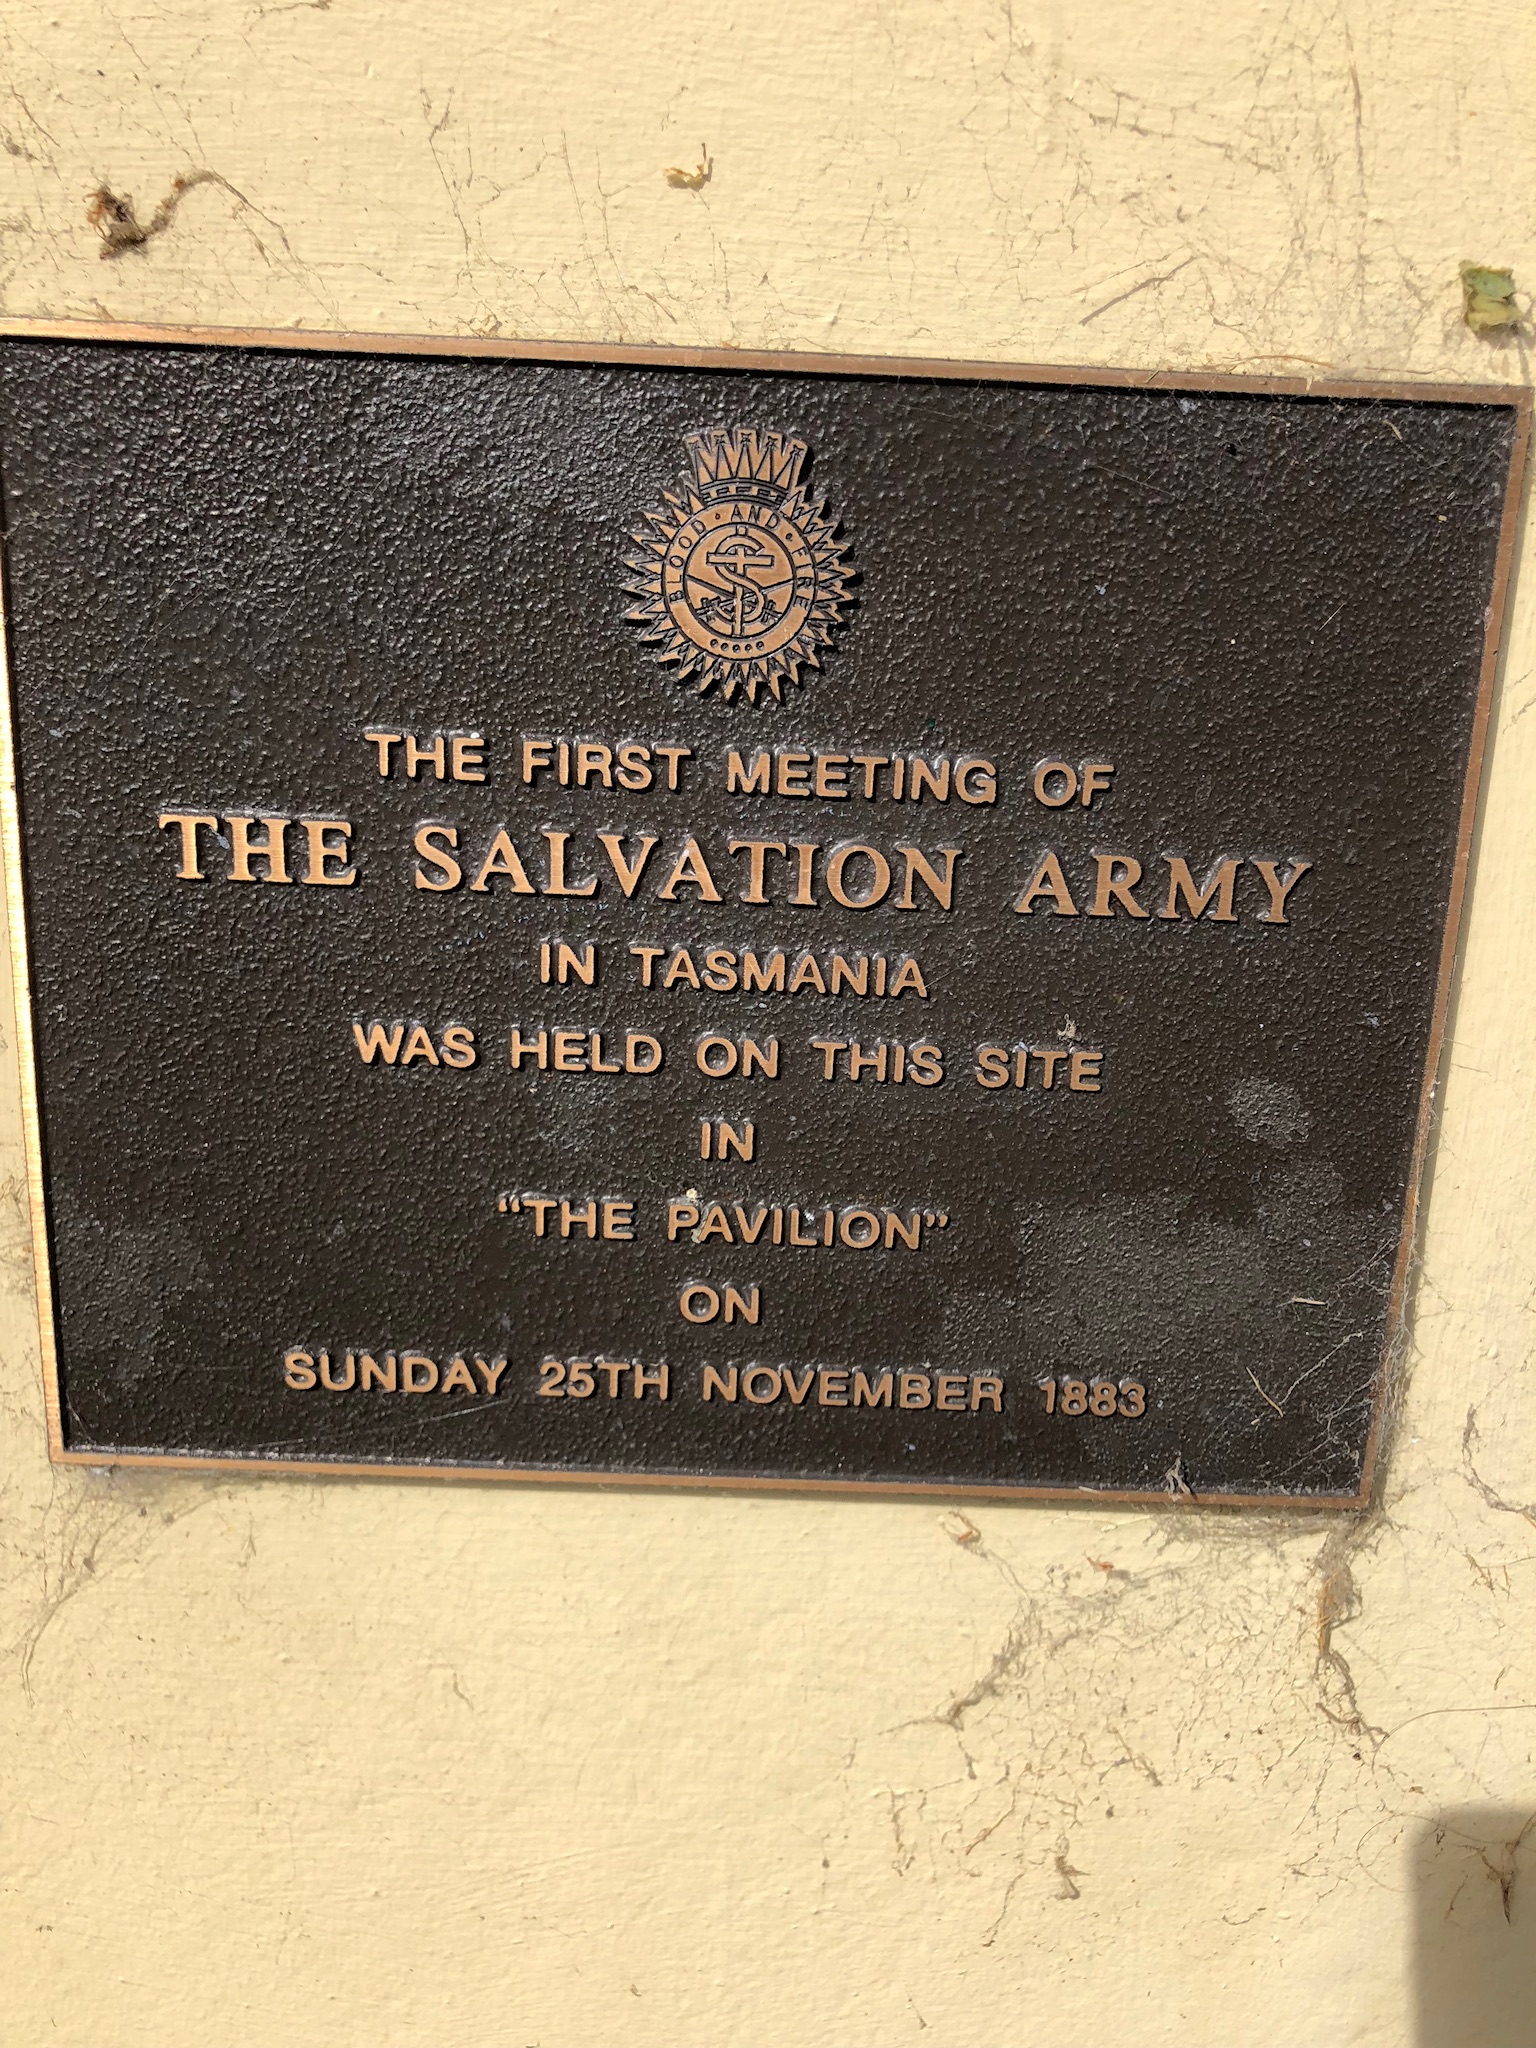 BLOOD AND FIRE
S
THE FIRST MEETING OF
THE SALVATION ARMY
IN TASMANIA
WAS HELD ON THIS SITE
IN
“THE PAVILION”
ON
SUNDAY 25TH NOVEMBER 1883